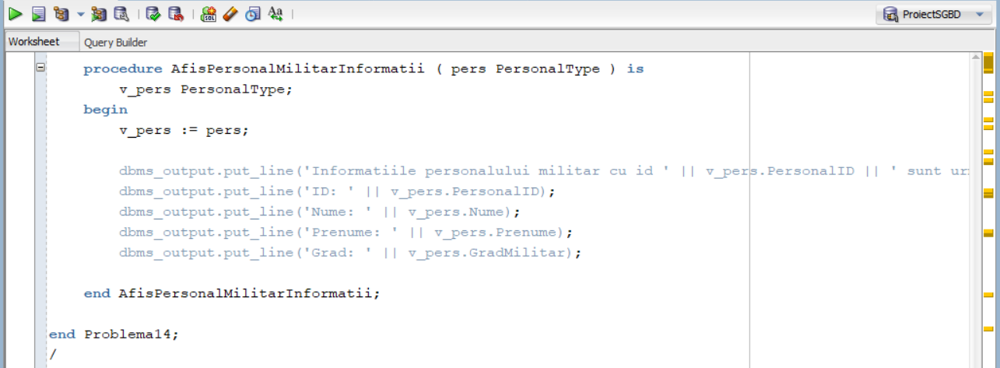 ProiectSGBD
Worksheet Query Builder
procedure AfisPersonalMilitarInformatii ( pers PersonalType ) is
v_pers PersonalType;
begin
v_pers := pers;
dbms_output.put_line('Informatiile personalului militar cu id ' || v_pers.PersonalID || ' sunt
dbms_output.put_line('ID: ' || v_pers.PersonalID);
dbms_output.put_line('Nume: ' || v_pers.Nume);
dbms_output.put_line('Prenume: ' || v_pers.Prenume);
dbms_output.put_line('Grad: ' || v_pers.GradMilitar);
end AfisPersonalMilitarInformatii;
end Problema14;
/